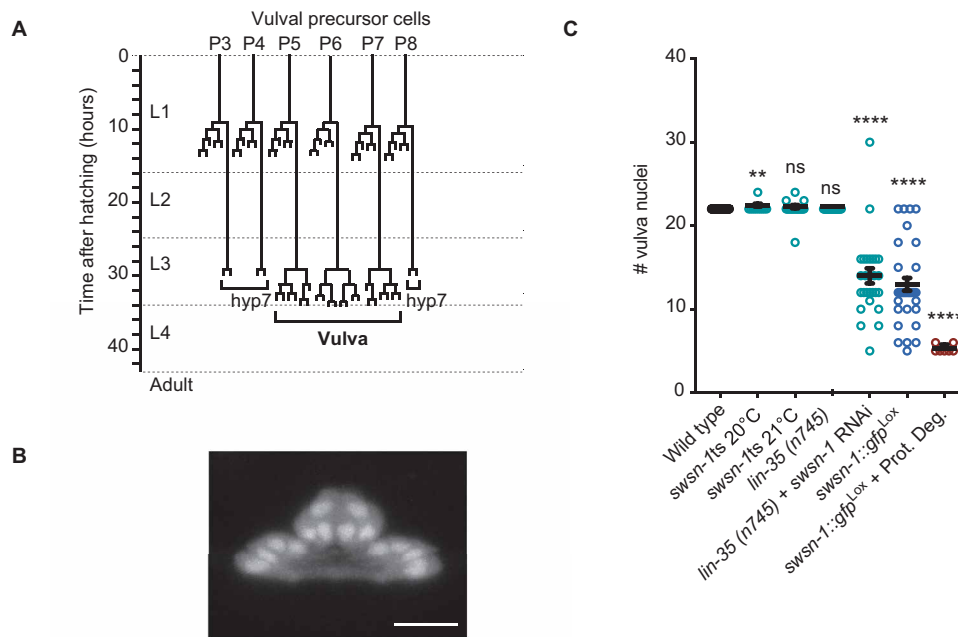 A
Vulval precursor cells
P3 P4 P5 P6 P7 P8
0
10
20
30
40
Time after hatching (hours)
L1
L2
L3
L4
Adult
hyp7
hyp7
Vulva
B
C
# vulva nuclei
40
30
20
10
0
**
ns
ns
****
****
****
Wild type
swsn-1ts 20°C
swsn-1ts 21°C
lin-35 (n745)
lin-35 (n745) + swsn-1 RNAi
swsn-1::gfpLox
swsn-1::gfpLox + Prot. Deg.